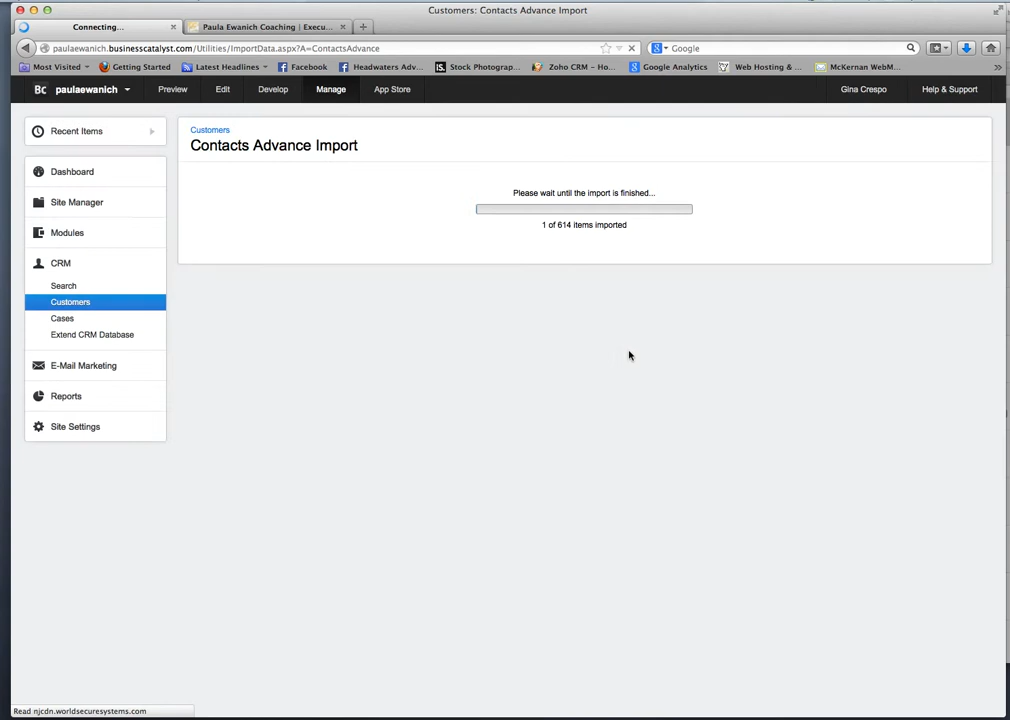 Customers: Contacts Advance Import
Connecting...
Paula Ewanich Coaching | Execu...
paulaewanich.businesscatalyst.com/Utilities/ImportData.aspx?A=ContactsAdvance
Google
Most Visited
Getting Started
Latest Headlines
Facebook
Headwaters Adv...
Stock Photograp...
Zoho CRM – Ho...
Google Analytics
Web Hosting & ...
McKernan WebM...
Bc paulaewanich
Preview
Edit
Develop
Manage
App Store
Gina Crespo
Help & Support
Recent Items
Dashboard
Site Manager
Modules
CRM
Search
Customers
Cases
Extend CRM Database
E-Mail Marketing
Reports
Site Settings
Customers
Contacts Advance Import
Please wait until the import is finished...
1 of 614 items imported
Read njcdn.worldsecuresystems.com